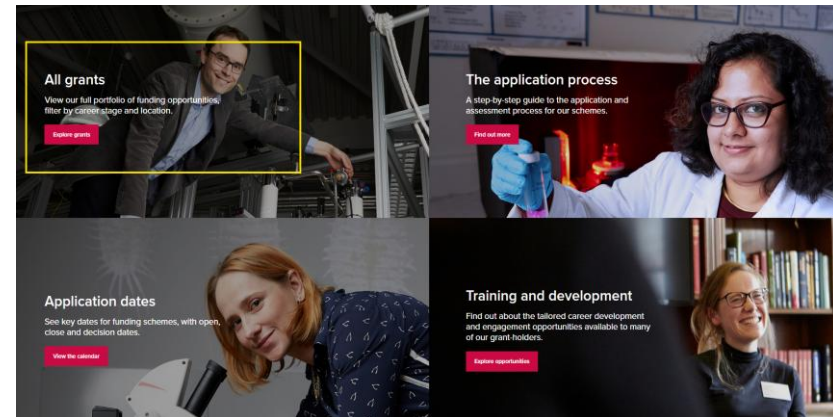 All grants
View our full portfolio of funding opportunities,
filter by career stage and location.
Explore grants
The application process
A step-by-step guide to the application and
assessment process for our schemes.
Find out more
Application dates
See key dates for funding schemes, with open,
close and decision dates.
View the calendar
Training and development
Find out about the tailored career development
and engagement opportunities available to many
of our grant-holders.
Explore opportunities